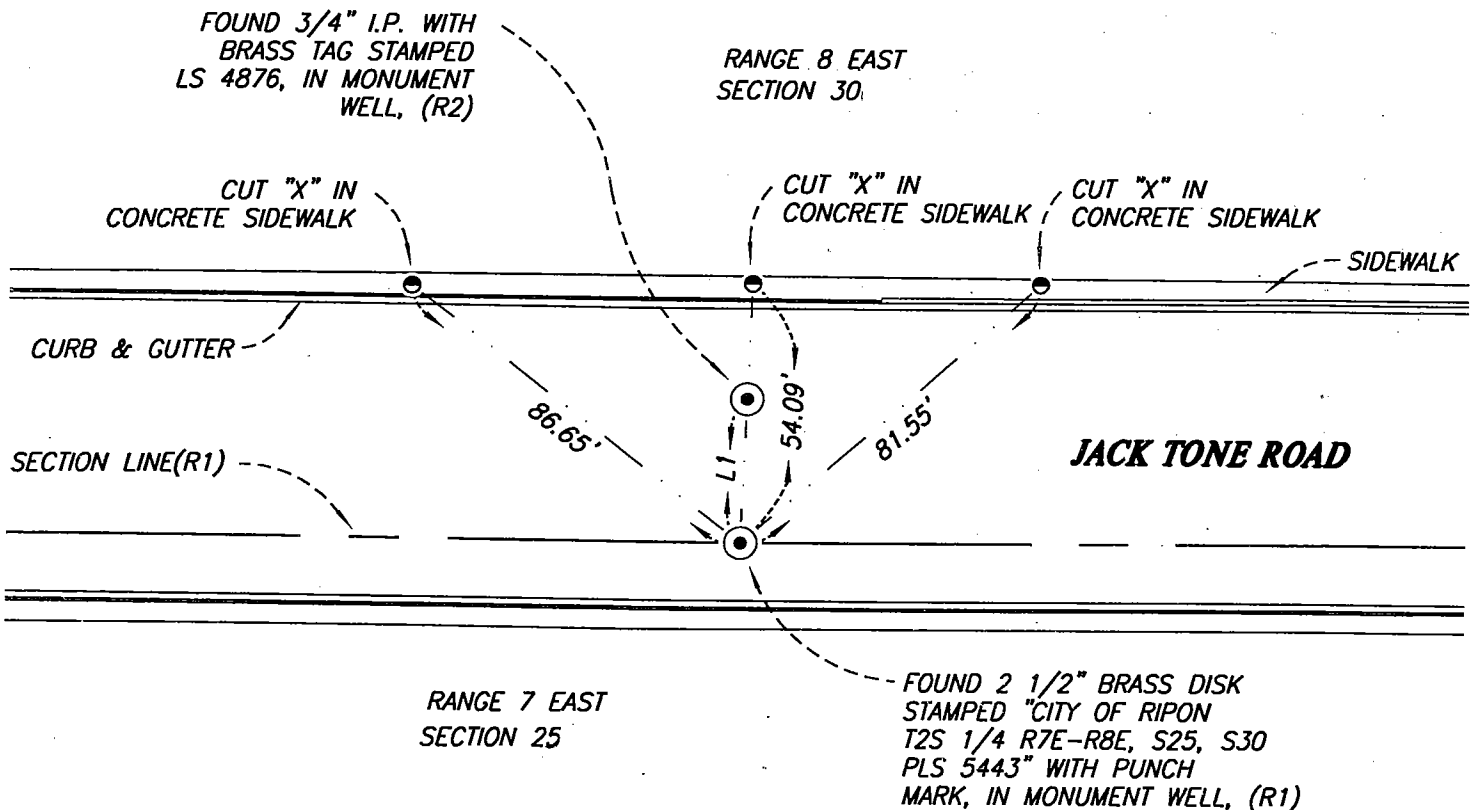 FOUND 3/4" I.P. WITH
BRASS TAG STAMPED
LS 4876, IN MONUMENT
WELL, (R2)
RANGE 8 EAST
SECTION 30
CUT "X" IN
CONCRETE SIDEWALK
CUT "X" IN
CONCRETE SIDEWALK
CUT "X" IN
CONCRETE SIDEWALK
SIDEWALK
CURB & GUTTER
86.65'
L1
54.09'
81.55'
JACK TONE ROAD
SECTION LINE(R1)
RANGE 7 EAST
SECTION 25
FOUND 2 1/2" BRASS DISK
STAMPED "CITY OF RIPON
T2S 1/4 R7E-R8E, S25, S30
PLS 5443" WITH PUNCH
MARK, IN MONUMENT WELL, (R1)